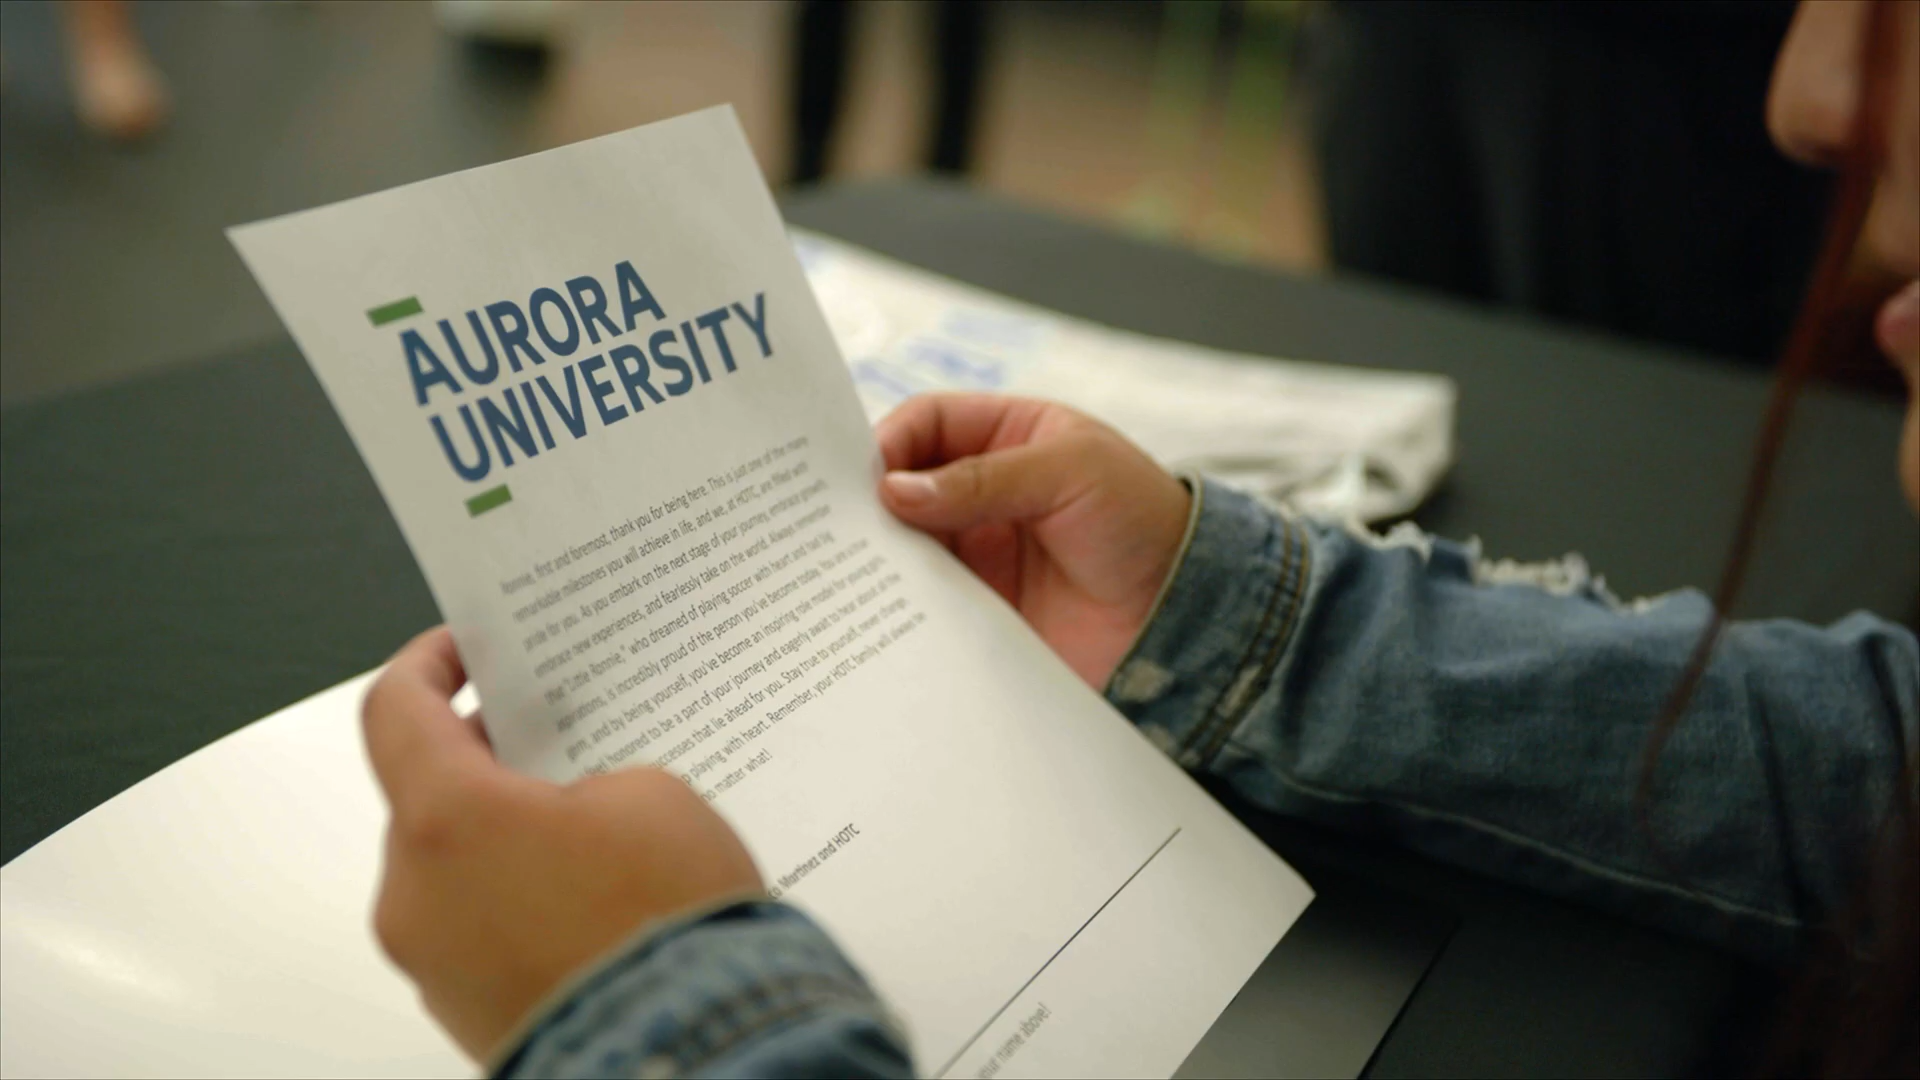 AURORA
UNIVERSITY
Ronnie, first and foremost, thank you for being here. This is just one of the many
remarkable milestones you will achieve in life, and we, at HOTC, are filled with
pride for you. As you embark on the next stage of your journey, embrace growth,
embrace new experiences, and fearlessly take on the world. Always remember
that "Little Ronnie," who dreamed of playing soccer with heart and had big
aspirations, is incredibly proud of the person you've become today. You are a true
gem, and by being yourself, you've become an inspiring role model for young girls.
feel honored to be a part of your journey and eagerly await to hear about all the
successes that lie ahead for you. Stay true to yourself, never change,
playing with heart. Remember, your HOTC family will always be
no matter what!
Martinez and HOTC
your name above!